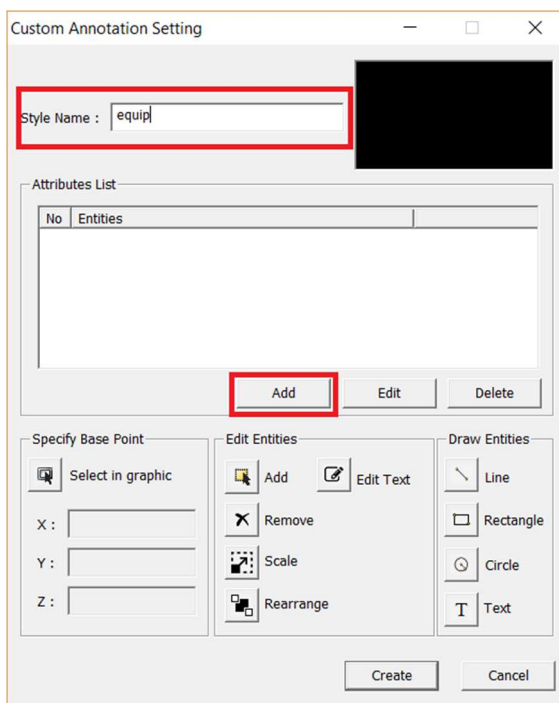 Custom Annotation Setting
Style Name : equip
Attributes List
No Entities
Add Edit Delete
Specify Base Point
Select in graphic
X :
Y :
Z :
Edit Entities
Add Edit Text
Remove
Scale
Rearrange
Draw Entities
Line
Rectangle
Circle
T Text
Create Cancel